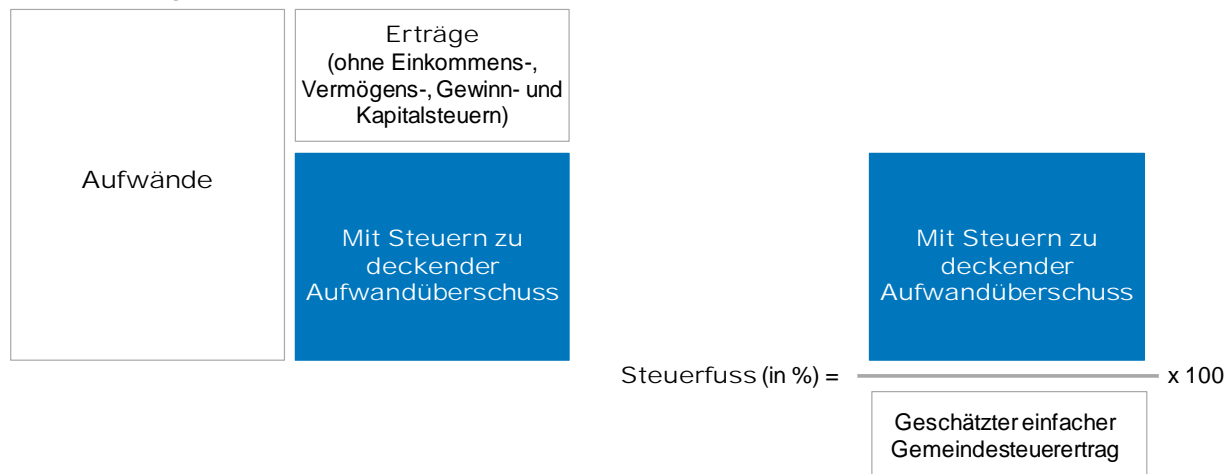 Erträge
(ohne Einkommens-,
Vermögens-, Gewinn- und
Kapitalsteuern)
Aufwände
Mit Steuern zu
deckender
Aufwandüberschuss
Mit Steuern zu
deckender
Aufwandüberschuss
Steuerfuss (in %) = x 100
Geschätzter einfacher
Gemeindesteuerertrag